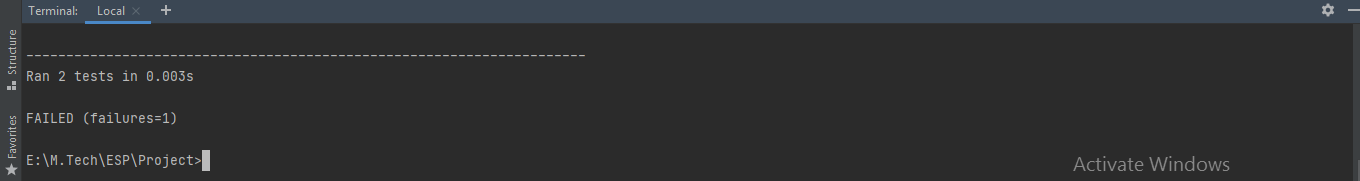 Terminal: Local
----------------------------------------------------------------------
Ran 2 tests in 0.003s
FAILED (failures=1)
E:\M.Tech\ESP\Project>
Structure
Favorites
Activate Windows